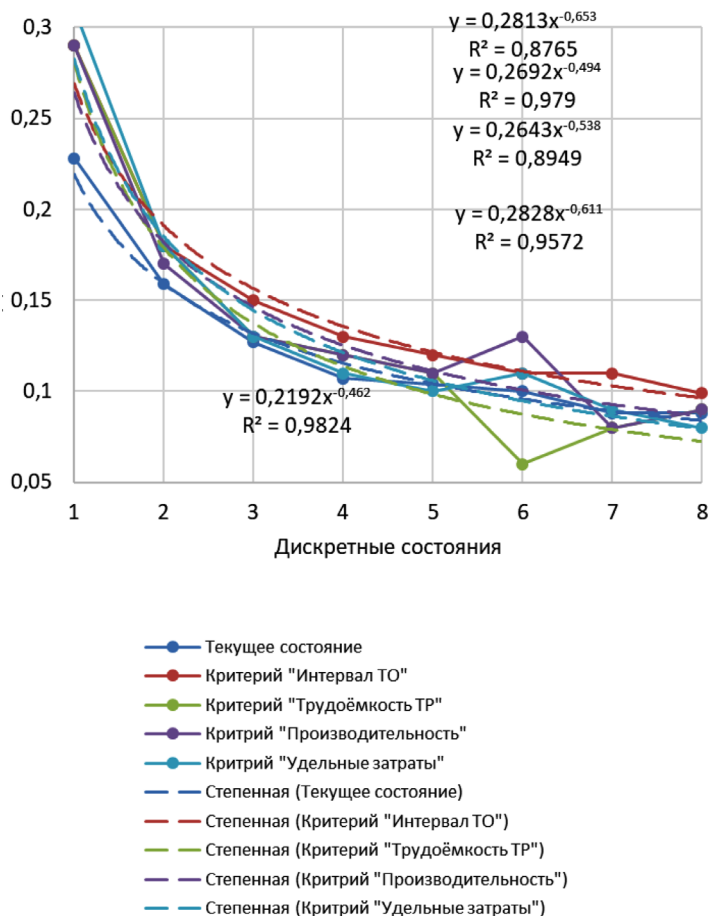 y = 0,2813x^-0,653
R² = 0,8765
y = 0,2692x^-0,494
R² = 0,979
y = 0,2643x^-0,538
R² = 0,8949
y = 0,2828x^-0,611
R² = 0,9572
y = 0,2192x^-0,462
R² = 0,9824
0,3
0,25
0,2
0,15
0,1
0,05
1 2 3 4 5 6 7 8
Дискретные состояния
Текущее состояние
Критерий "Интервал ТО"
Критерий "Трудоёмкость ТР"
Критрий "Производительность"
Критрий "Удельные затраты"
Степенная (Текущее состояние)
Степенная (Критерий "Интервал ТО")
Степенная (Критерий "Трудоёмкость ТР")
Степенная (Критрий "Производительность")
Степенная (Критрий "Удельные затраты")